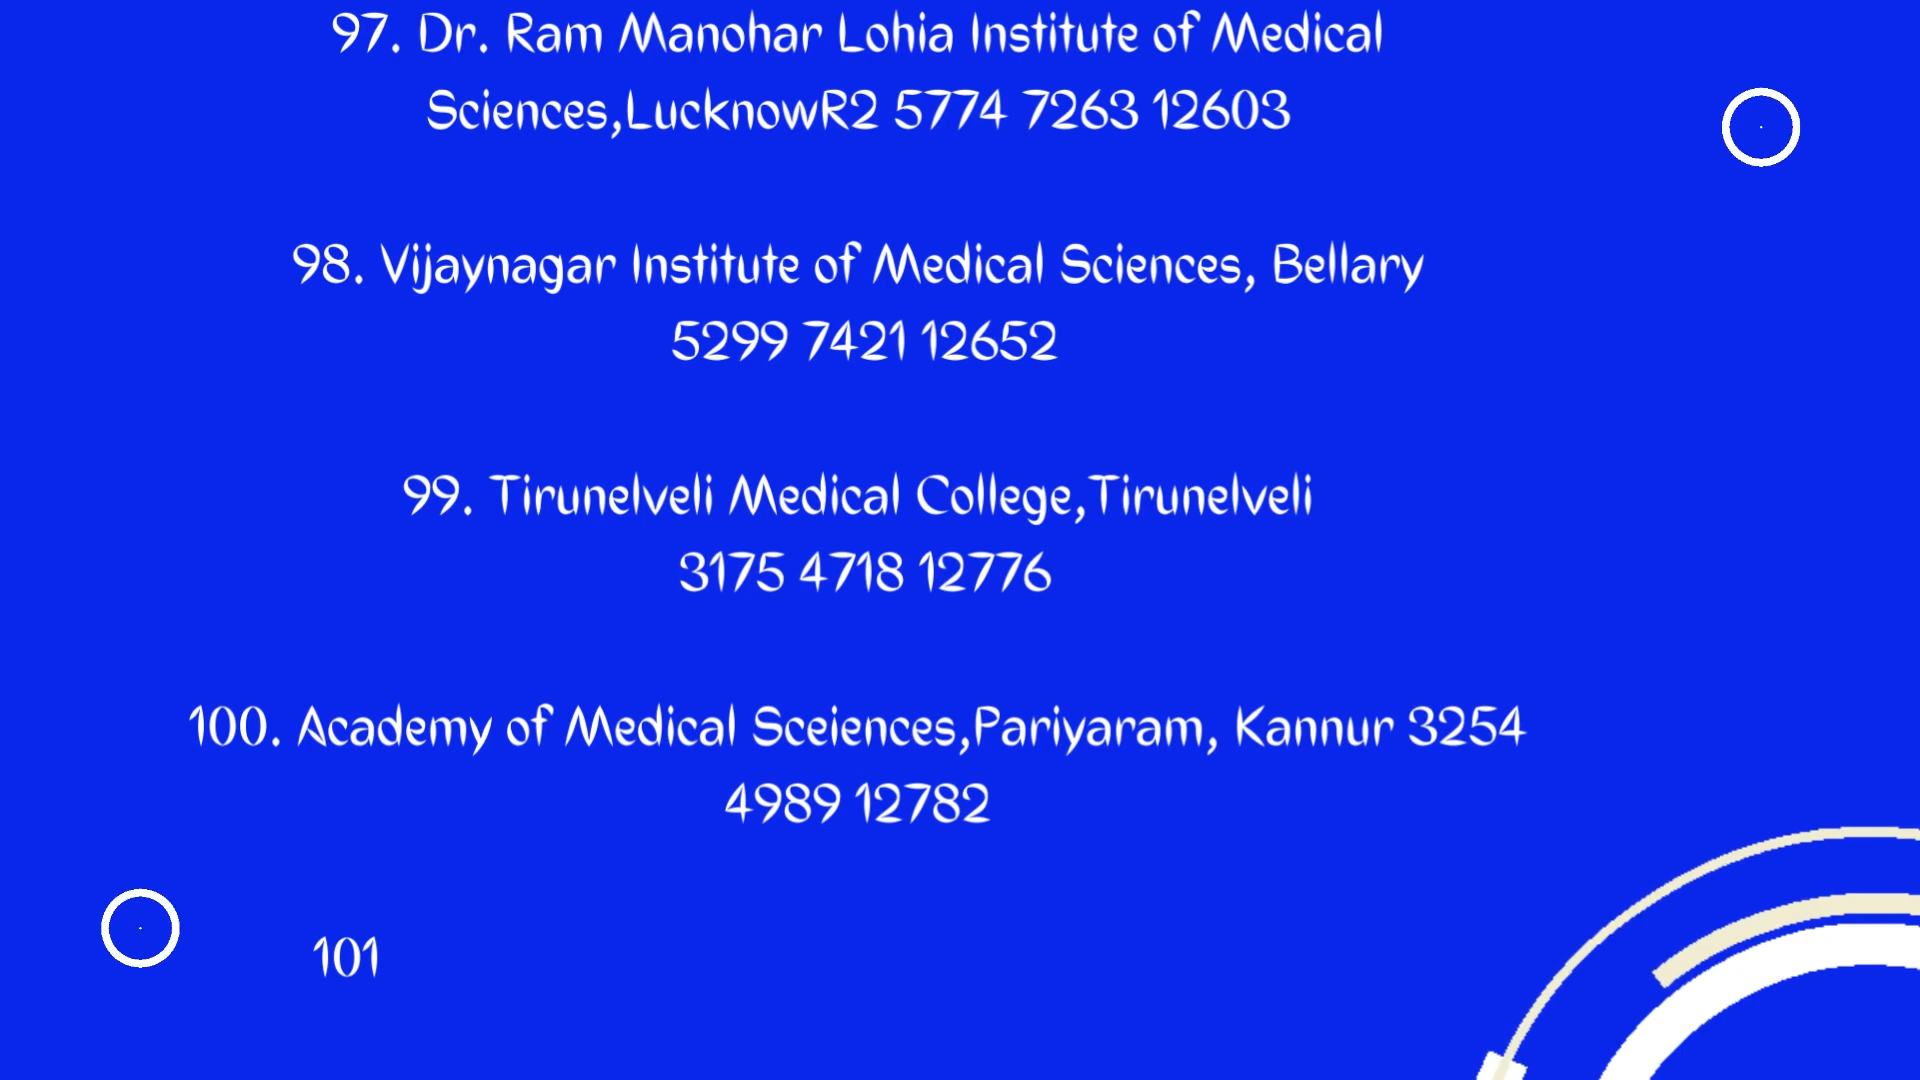 97. Dr. Ram Manohar Lohia Institute of Medical
Sciences,LucknowR2 5774 7263 12603
98. Vijaynagar Institute of Medical Sciences, Bellary
5299 7421 12652
99. Tirunelveli Medical College,Tirunelveli
3175 4718 12776
100. Academy of Medical Sceiences,Pariyaram, Kannur 3254
4989 12782
101